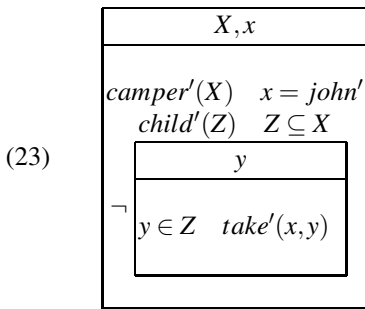 X, x
camper′(X) x = john′
child′(Z) Z ⊆ X
(23)
y
¬
y ∈ Z take′(x, y)